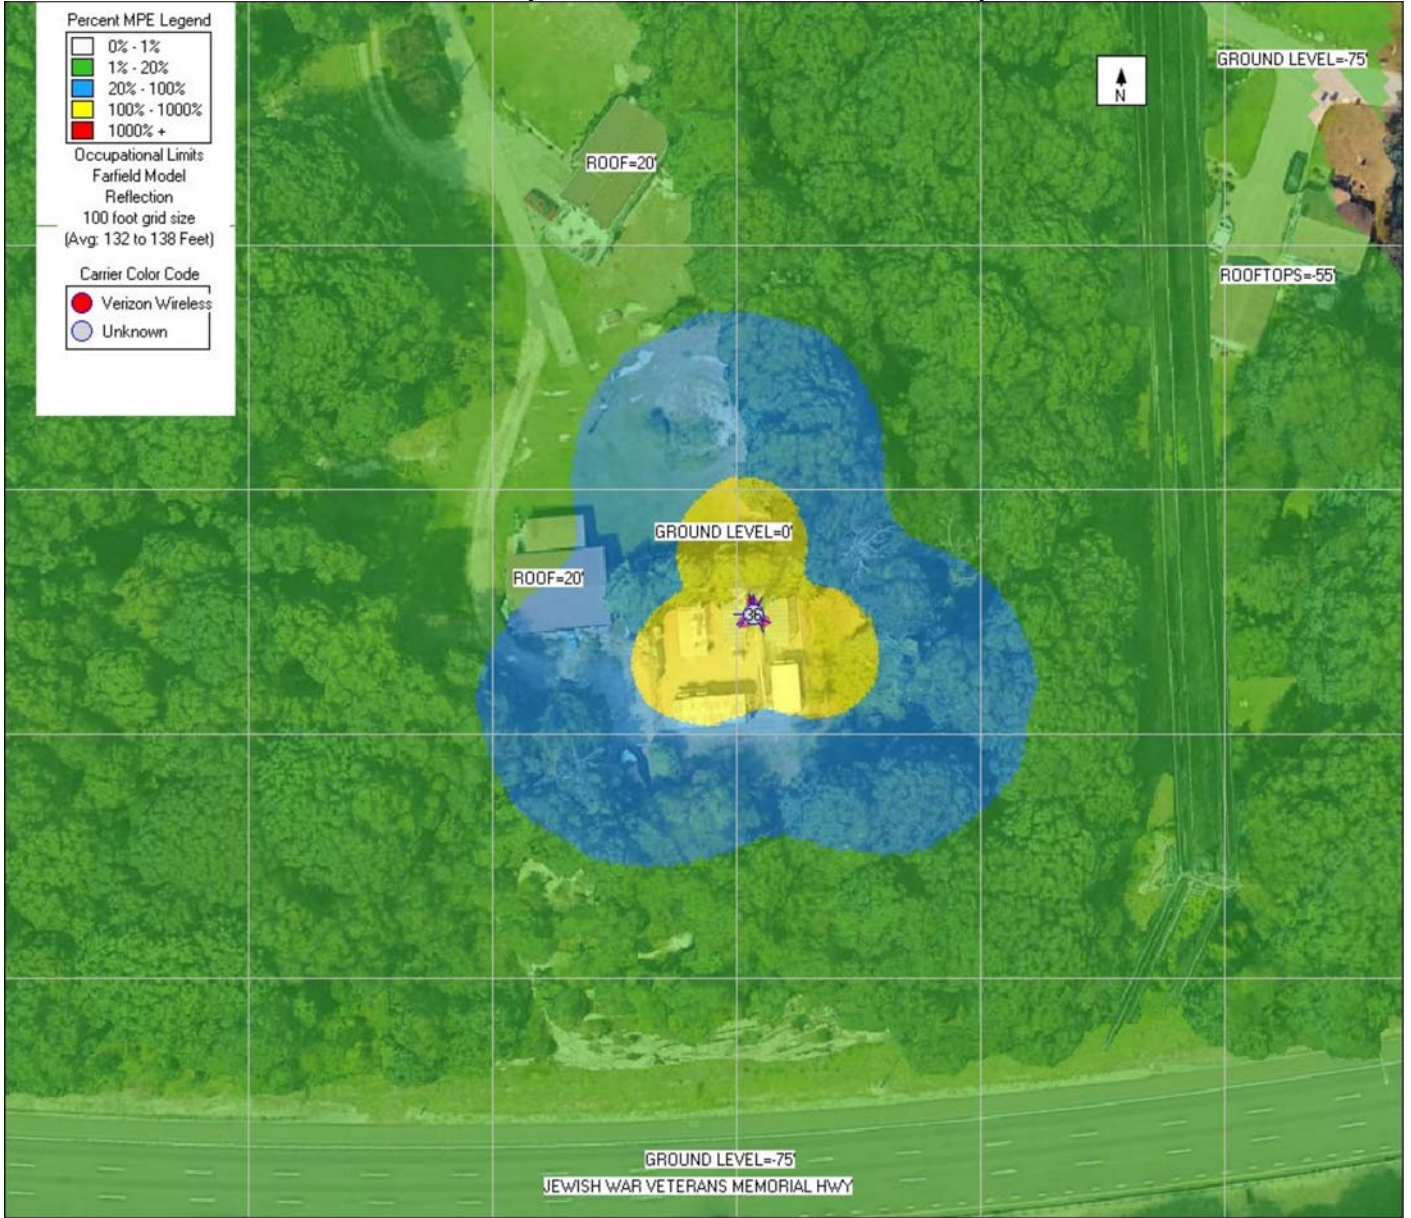 Percent MPE Legend
0% - 1%
1% - 20%
20% - 100%
100% - 1000%
1000% +
Occupational Limits
Farfield Model
Reflection
100 foot grid size
(Avg: 132 to 138 Feet)
Carrier Color Code
Verizon Wireless
Unknown
N
GROUND LEVEL=-75'
ROOF=20'
ROOFTOPS=-55'
GROUND LEVEL=0'
ROOF=20'
36
GROUND LEVEL=-75'
JEWISH WAR VETERANS MEMORIAL HWY